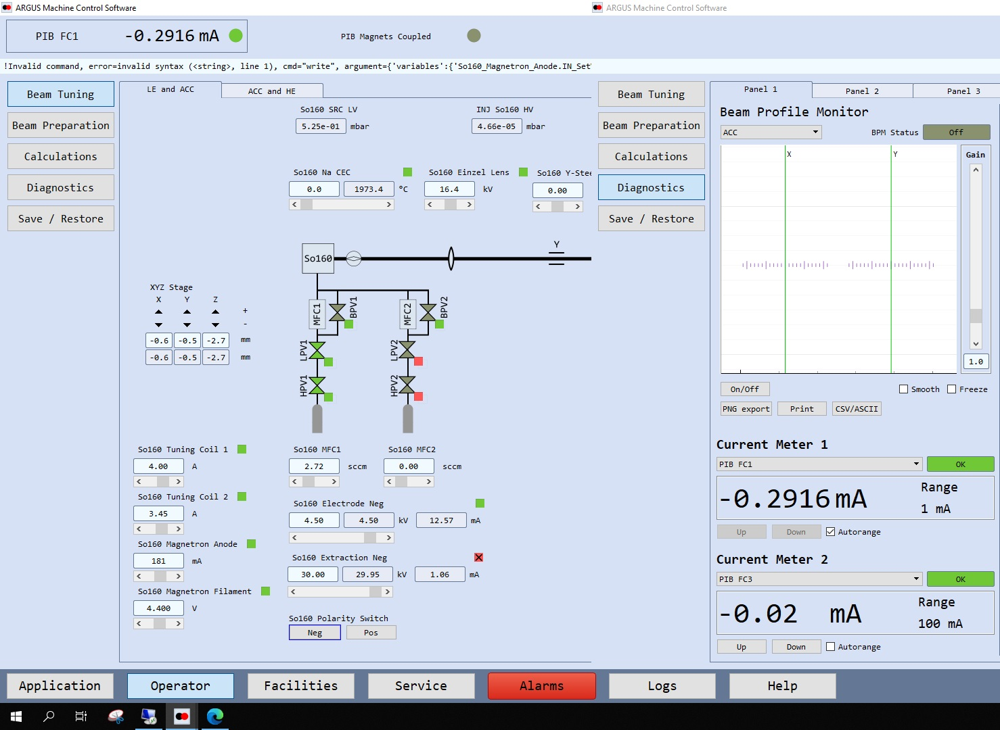 ARGUS Machine Control Software
ARGUS Machine Control Software
PIB FC1 -0.2916 mA
PIB Magnets Coupled
!Invalid command, error=invalid syntax (<string>, line 1), cmd="write", argument={'variables':{'So160_Magnetron_Anode.IN_Set'
Beam Tuning
Beam Preparation
Calculations
Diagnostics
Save / Restore
LE and ACC
ACC and HE
So160 SRC LV
5.25e-01 mbar
INJ So160 HV
4.66e-05 mbar
So160 Na CEC
0.0 1973.4 °C
So160 Einzel Lens
16.4 kV
So160 Y-Stee
0.00
So160
Y
XYZ Stage
X Y Z
+
-
-0.6 -0.5 -2.7 mm
-0.6 -0.5 -2.7 mm
MFC1
BPV1
MFC2
BPV2
LPV1
LPV2
HPV1
HPV2
So160 Tuning Coil 1
4.00 A
So160 Tuning Coil 2
3.45 A
So160 Magnetron Anode
181 mA
So160 Magnetron Filament
4.400 V
So160 MFC1
2.72 sccm
So160 MFC2
0.00 sccm
So160 Electrode Neg
4.50 4.50 kV 12.57 mA
So160 Extraction Neg
30.00 29.95 kV 1.06 mA
So160 Polarity Switch
Neg Pos
Beam Tuning
Beam Preparation
Calculations
Diagnostics
Save / Restore
Panel 1
Panel 2
Panel 3
Beam Profile Monitor
ACC
BPM Status Off
X
Y
Gain
1.0
On/Off
Smooth Freeze
PNG export Print CSV/ASCII
Current Meter 1
PIB FC1 OK
-0.2916 mA
Range
1 mA
Up Down Autorange
Current Meter 2
PIB FC3 OK
-0.02 mA
Range
100 mA
Up Down Autorange
Application
Operator
Facilities
Service
Alarms
Logs
Help